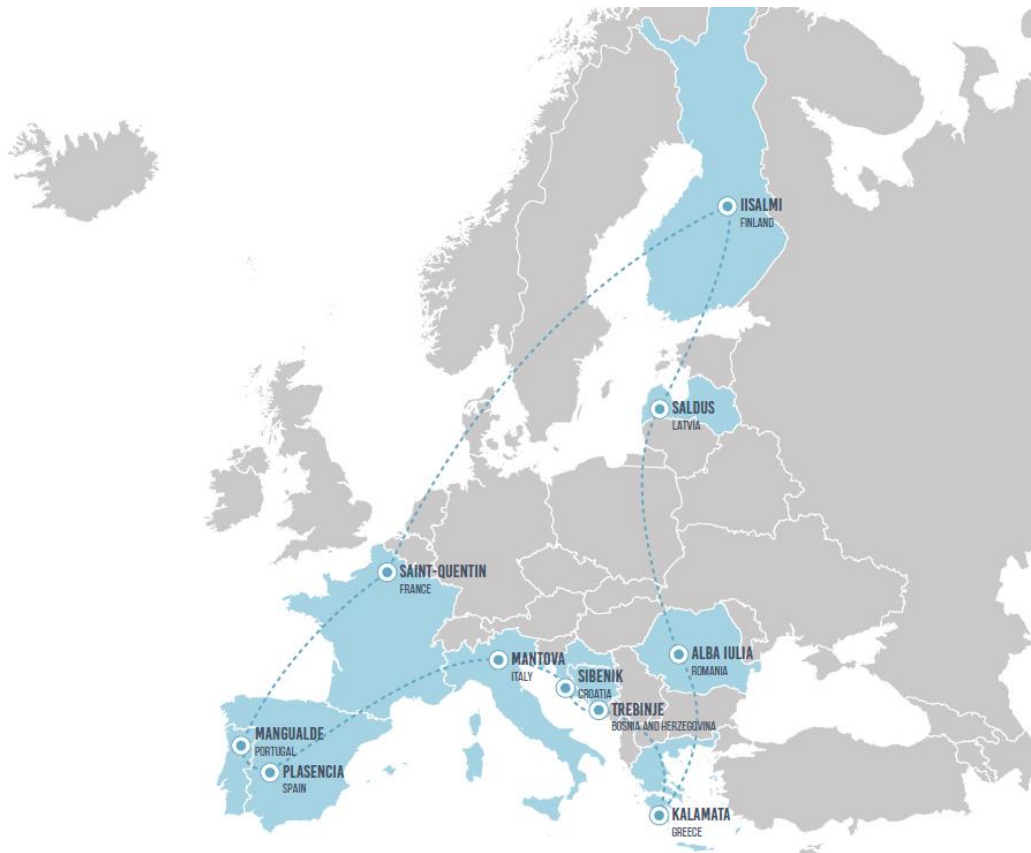 IISALMI
FINLAND
SALDUS
LATVIA
SAINT-QUENTIN
FRANCE
ALBA IULIA
ROMANIA
MANTOVA
ITALY
SIBENIK
CROATIA
TREBINJE
BOSNIA AND HERZEGOVINA
MANGUALDE
PORTUGAL
PLASENCIA
SPAIN
KALAMATA
GREECE